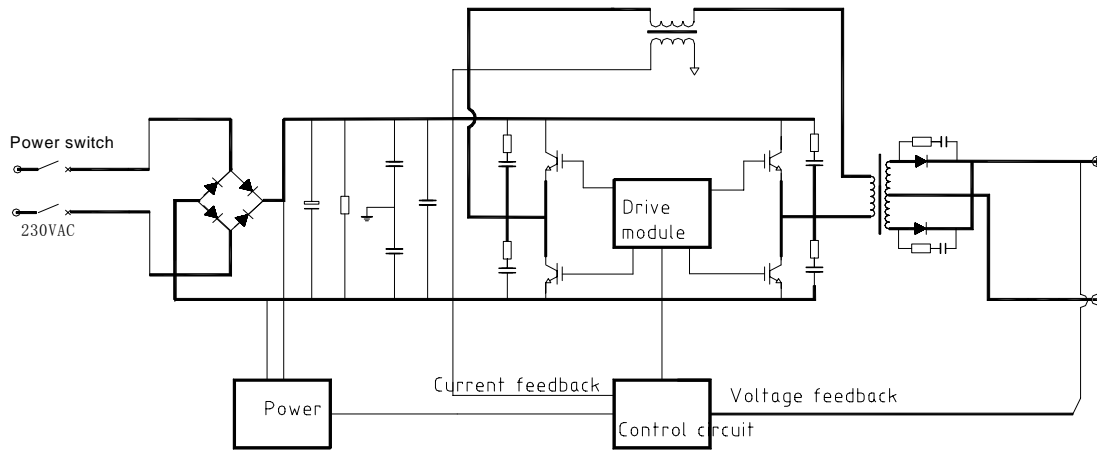 Power switch
230VAC
Drive
module
Current feedback
Voltage feedback
Power
Control circuit